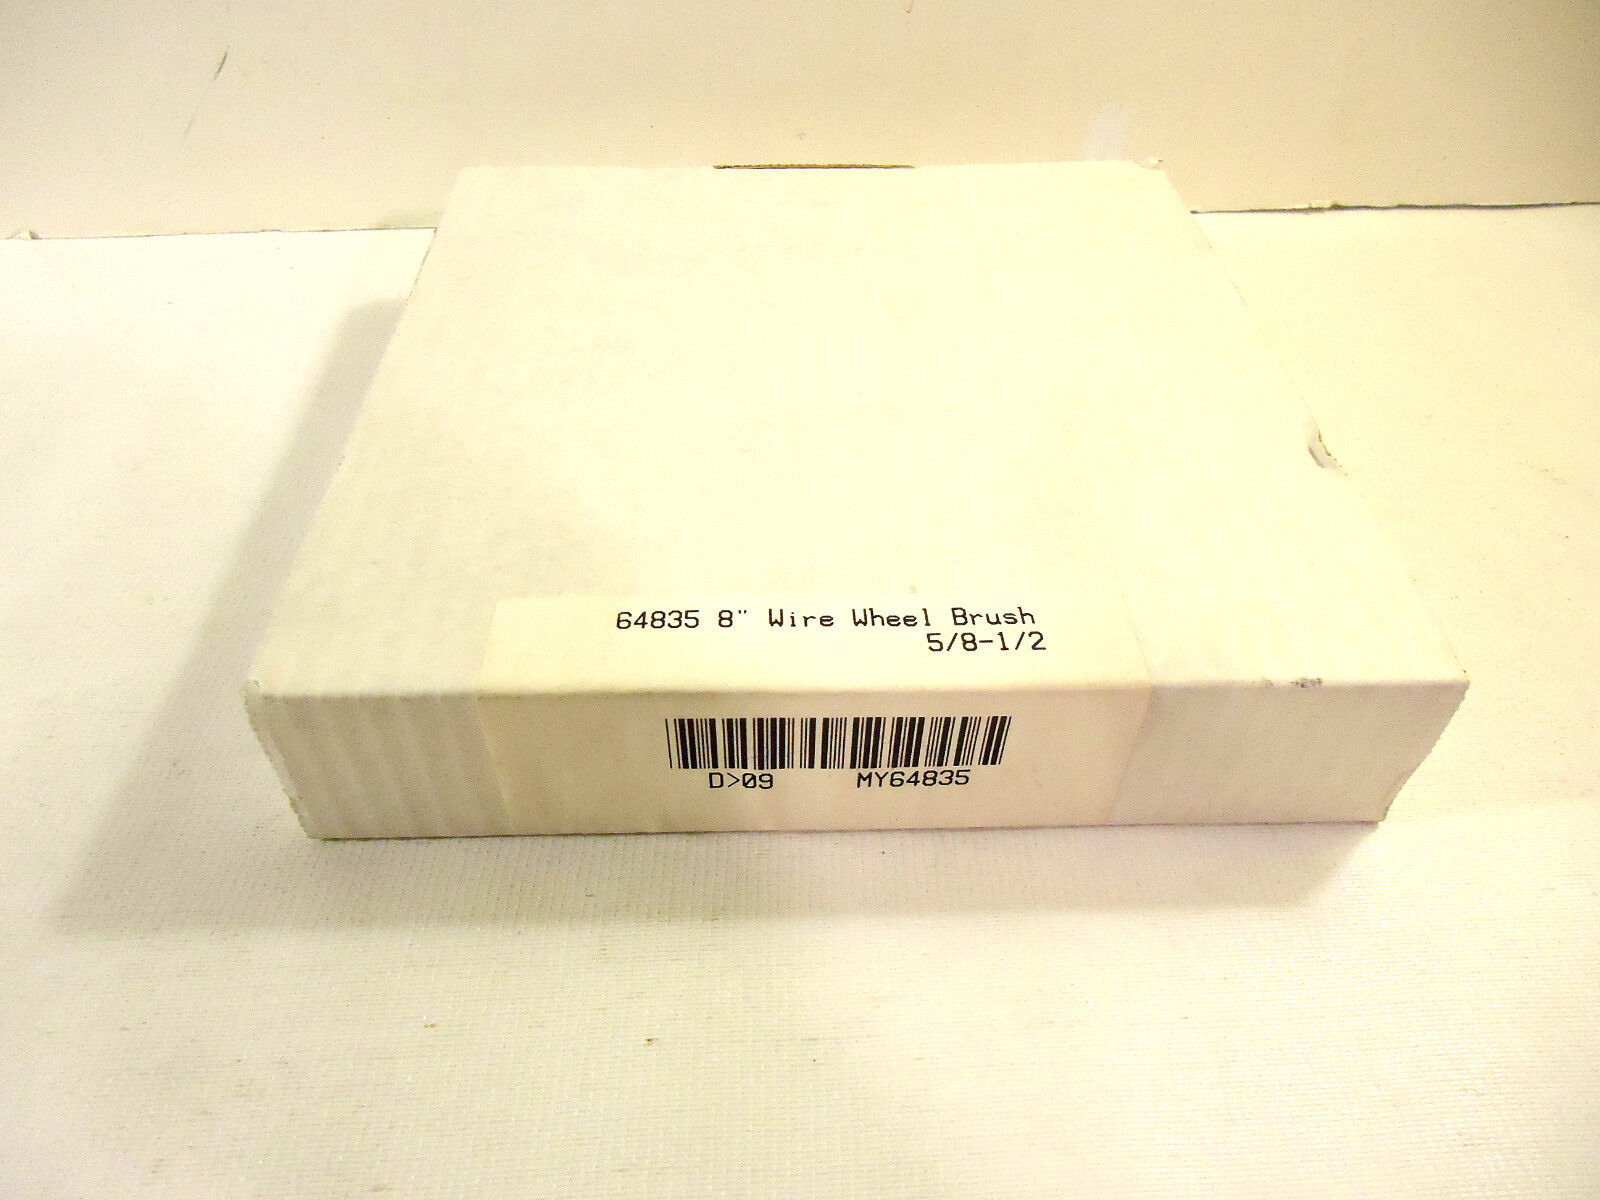 64835 8" Wire Wheel Brush
5/8-1/2
D>09 MY64835